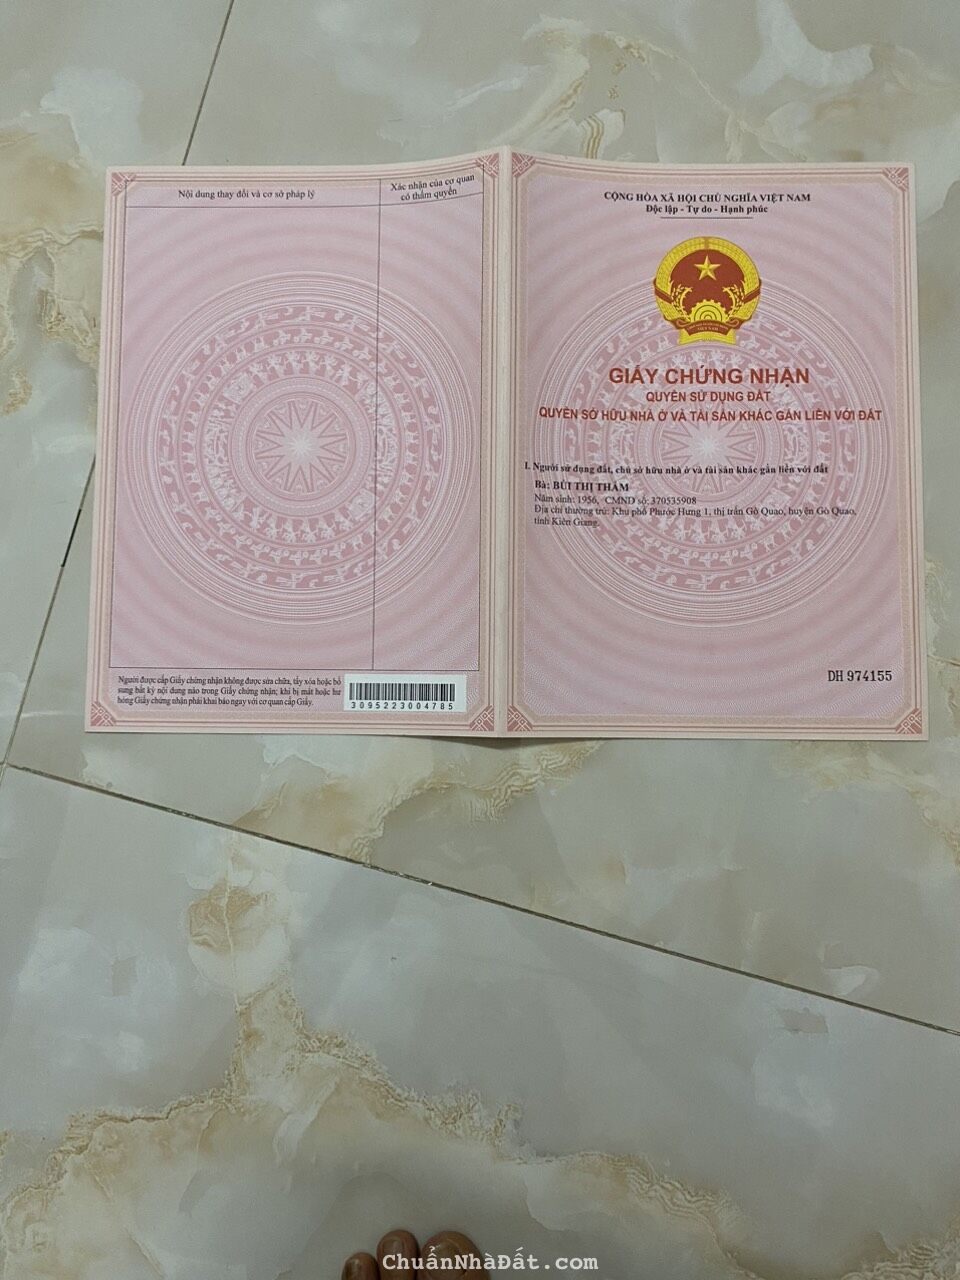 Nội dung thay đổi và cơ sở pháp lý
Xác nhận của cơ quan
có thẩm quyền
Người được cấp Giấy chứng nhận không được sửa chữa, tẩy xóa hoặc bổ
sung bất kỳ nội dung nào trong Giấy chứng nhận; khi bị mất hoặc hư
hỏng Giấy chứng nhận phải khai báo ngay với cơ quan cấp Giấy.
3095223004785
CỘNG HÒA XÃ HỘI CHỦ NGHĨA VIỆT NAM
Độc lập - Tự do - Hạnh phúc
VIỆT NAM
GIẤY CHỨNG NHẬN
QUYỀN SỬ DỤNG ĐẤT
QUYỀN SỞ HỮU NHÀ Ở VÀ TÀI SẢN KHÁC GẮN LIỀN VỚI ĐẤT
I. Người sử dụng đất, chủ sở hữu nhà ở và tài sản khác gắn liền với đất
Bà: BÙI THỊ THẮM
Năm sinh: 1956, CMND số: 370535908
Địa chỉ thường trú: Khu phố Phước Hưng 1, thị trấn Gò Quao, huyện Gò Quao,
tỉnh Kiên Giang.
DH 974155
ChuẩnNhàĐất.com